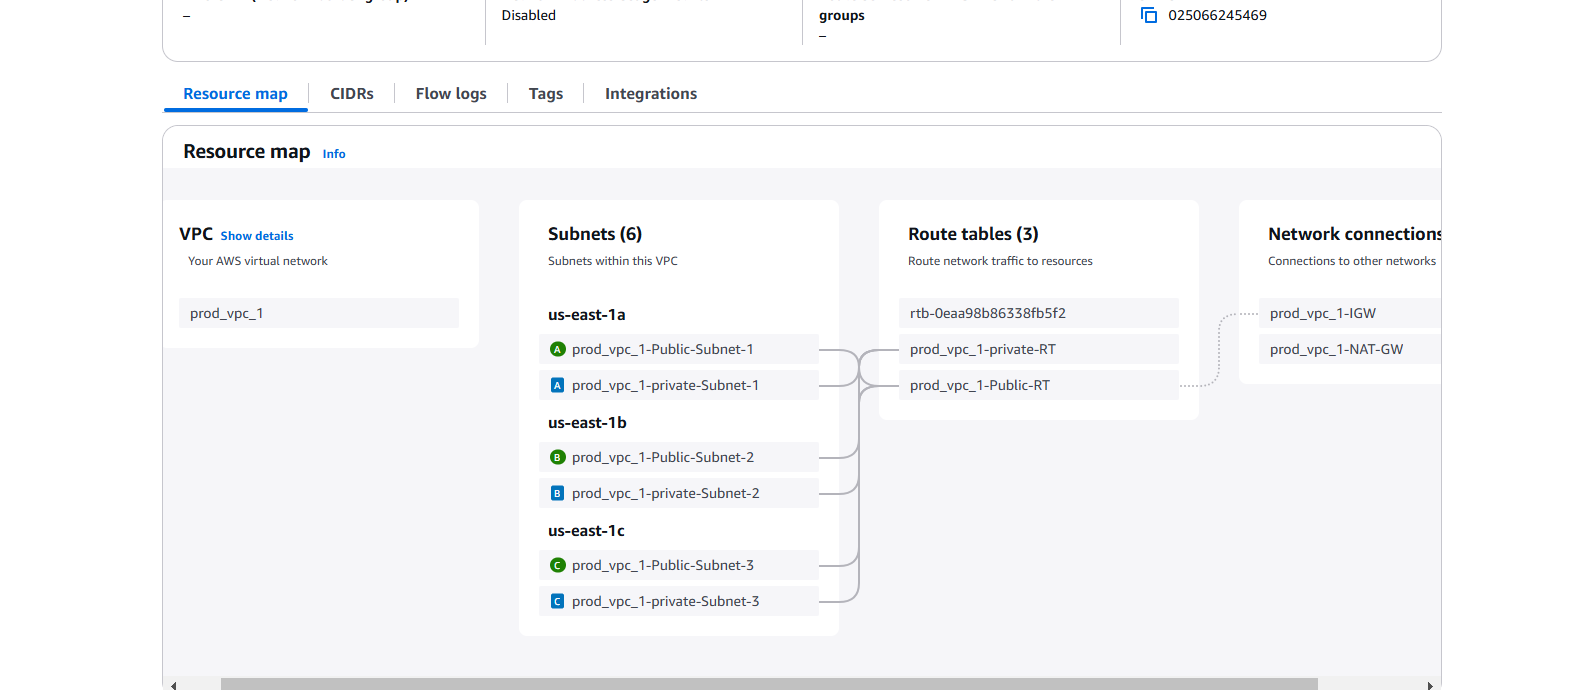 –
Disabled
groups
–
025066245469
Resource map
CIDRs
Flow logs
Tags
Integrations
Resource map Info
VPC Show details
Your AWS virtual network
prod_vpc_1
Subnets (6)
Subnets within this VPC
us-east-1a
A prod_vpc_1-Public-Subnet-1
A prod_vpc_1-private-Subnet-1
us-east-1b
B prod_vpc_1-Public-Subnet-2
B prod_vpc_1-private-Subnet-2
us-east-1c
C prod_vpc_1-Public-Subnet-3
C prod_vpc_1-private-Subnet-3
Route tables (3)
Route network traffic to resources
rtb-0eaa98b86338fb5f2
prod_vpc_1-private-RT
prod_vpc_1-Public-RT
Network connections
Connections to other networks
prod_vpc_1-IGW
prod_vpc_1-NAT-GW